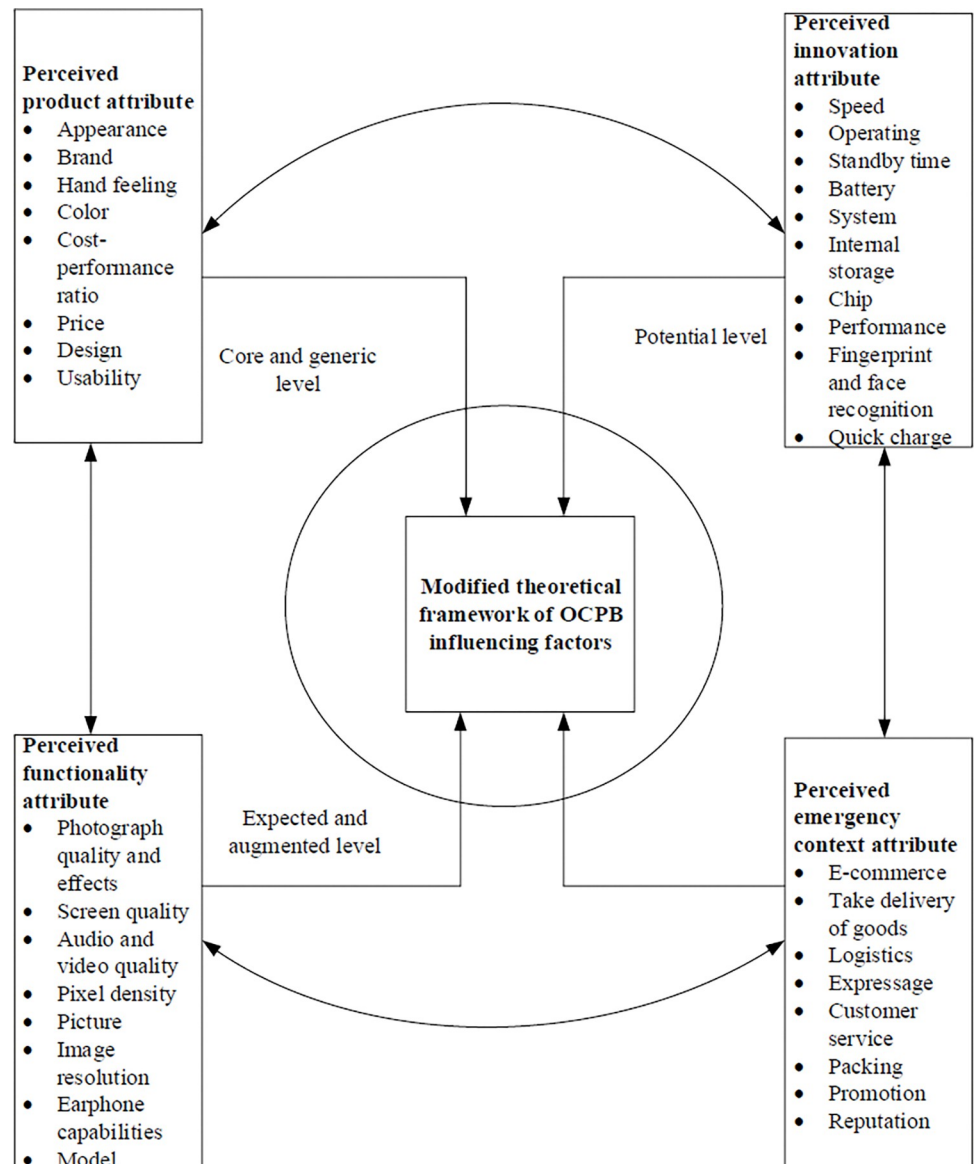 Perceived
product attribute
• Appearance
• Brand
• Hand feeling
• Color
• Cost-
performance
ratio
• Price
• Design
• Usability
Perceived
innovation
attribute
• Speed
• Operating
• Standby time
• Battery
• System
• Internal
storage
• Chip
• Performance
• Fingerprint
and face
recognition
• Quick charge
Core and generic
level
Potential level
Modified theoretical
framework of OCPB
influencing factors
Perceived
functionality
attribute
• Photograph
quality and
effects
• Screen quality
• Audio and
video quality
• Pixel density
• Picture
• Image
resolution
• Earphone
capabilities
• Model
Expected and
augmented level
Perceived
emergency
context attribute
• E-commerce
• Take delivery
of goods
• Logistics
• Expressage
• Customer
service
• Packing
• Promotion
• Reputation